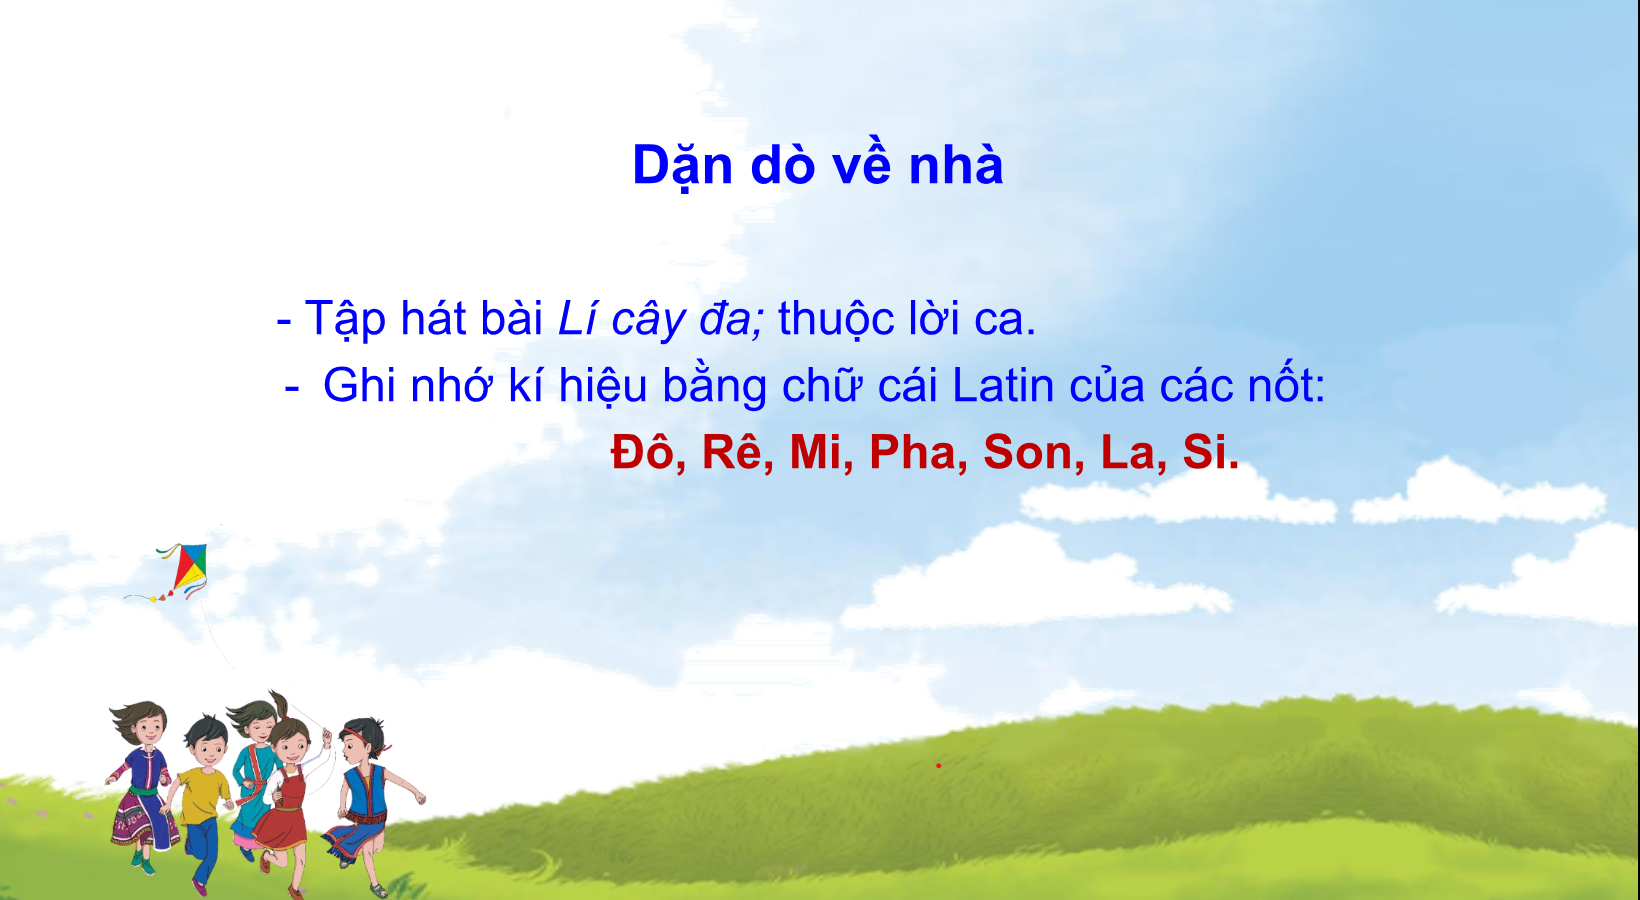 Dặn dò về nhà
- Tập hát bài Lí cây đa; thuộc lời ca.
- Ghi nhớ kí hiệu bằng chữ cái Latin của các nốt:
Đô, Rê, Mi, Pha, Son, La, Si.